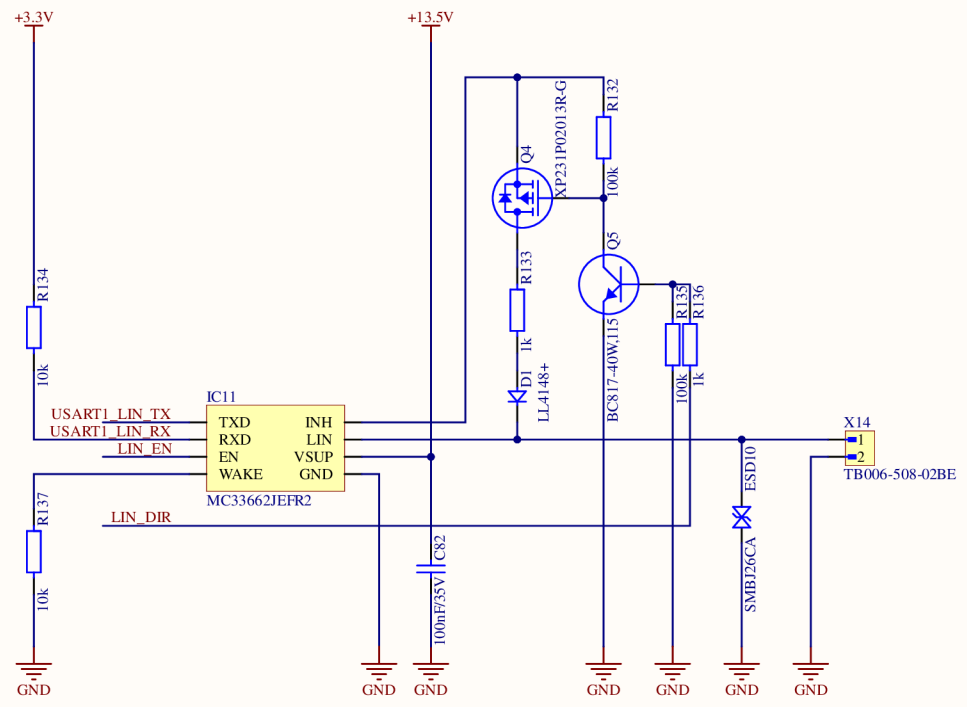 +3.3V
+13.5V
R132
100k
XP231P02013R-G
Q4
Q5
R133
1k
R134
10k
R135
100k
R136
1k
D1
LL4148+
BC817-40W,115
IC11
USART1_LIN_TX
USART1_LIN_RX
LIN_EN
TXD
RXD
EN
WAKE
INH
LIN
VSUP
GND
MC33662JEFR2
X14
1
2
TB006-508-02BE
ESD10
SMBJ26CA
R137
10k
LIN_DIR
C82
100nF/35V
GND
GND
GND
GND
GND
GND
GND